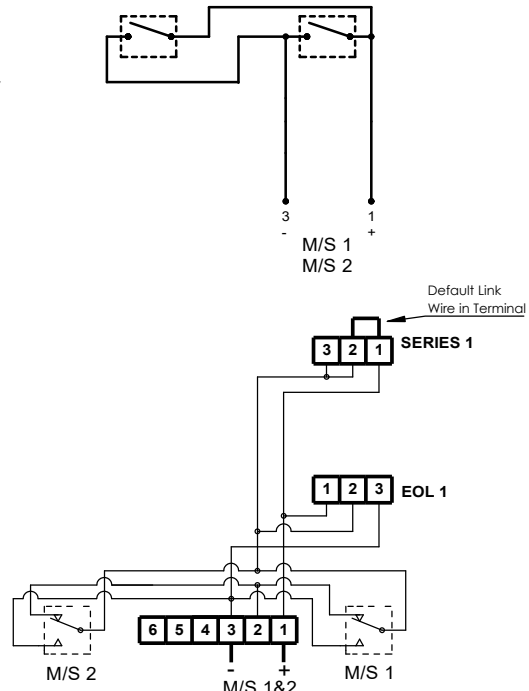 3 1
- +
M/S 1
M/S 2
Default Link
Wire in Terminal
3 2 1 SERIES 1
1 2 3 EOL 1
6 5 4 3 2 1
- +
M/S 2 M/S 1&2 M/S 1